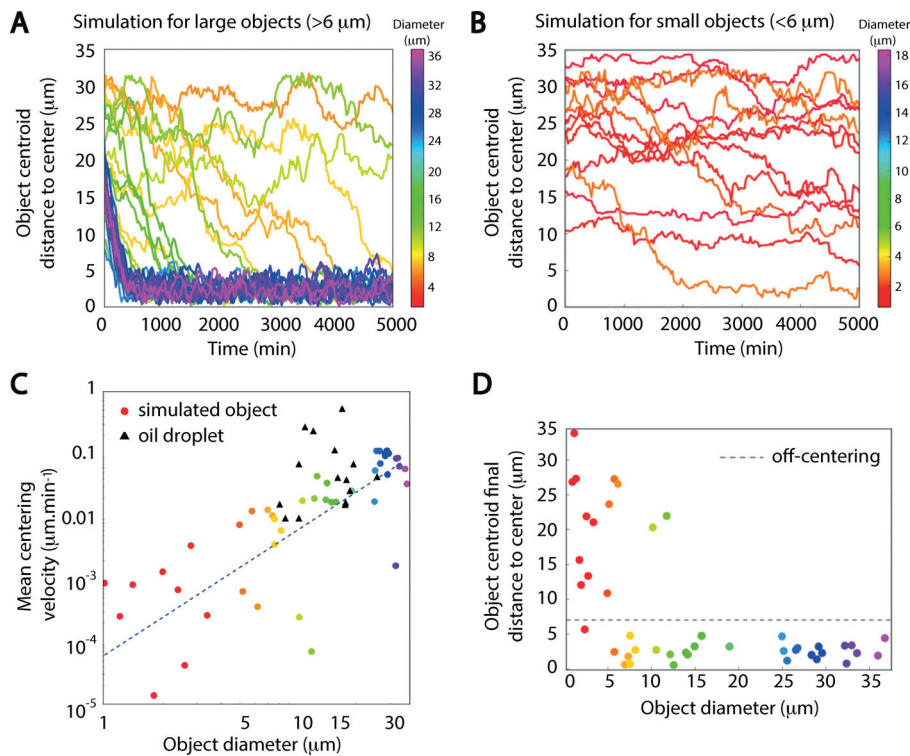 A
Simulation for large objects (>6 μm)
Diameter
(μm)
Object centroid
distance to center (μm)
35
30
25
20
15
10
5
0
0 1000 2000 3000 4000 5000
Time (min)
36
32
28
24
20
16
12
8
4
B
Simulation for small objects (<6 μm)
Diameter
(μm)
Object centroid
distance to center (μm)
35
30
25
20
15
10
5
0
0 1000 2000 3000 4000 5000
Time (min)
18
16
14
12
10
8
6
4
2
C
simulated object
oil droplet
Mean centering
velocity (μm.min⁻¹)
1
0.1
0.01
10⁻³
10⁻⁴
10⁻⁵
1 5 10 15 30
Object diameter (μm)
D
off-centering
Object centroid final
distance to center (μm)
35
30
25
20
15
10
5
0
0 5 10 15 20 25 30 35
Object diameter (μm)